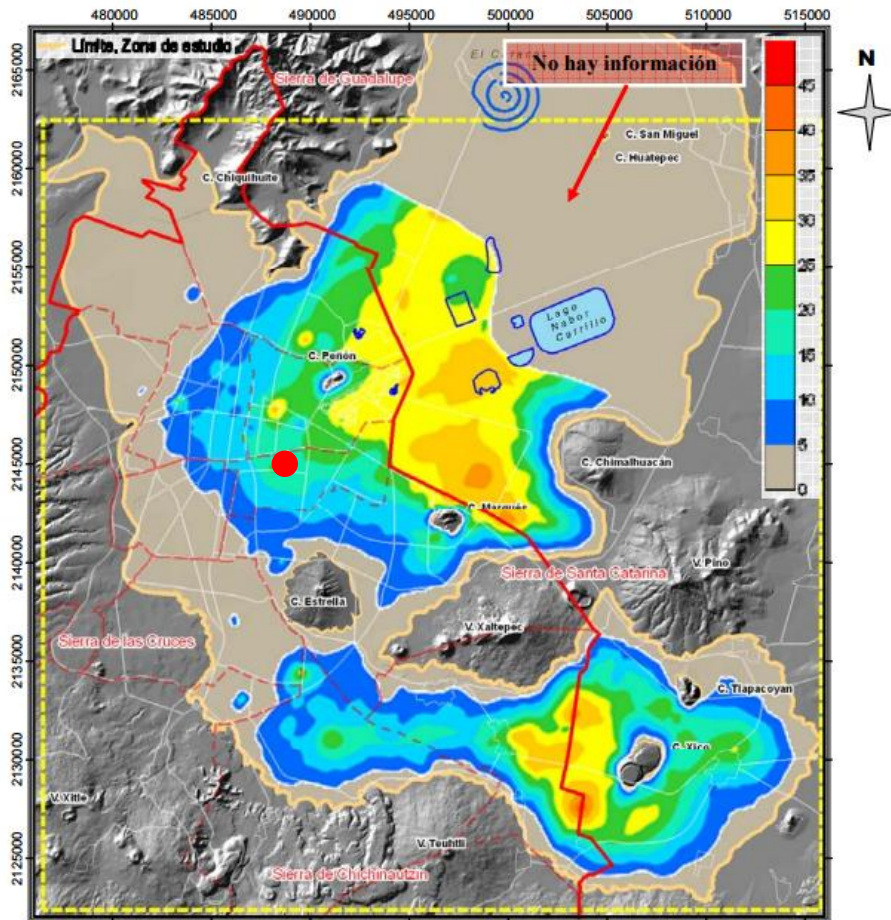 480000 485000 490000 495000 500000 505000 510000 515000
Límite, Zona de estudio
No hay información
N
Sierra de Guadalupe
C. San Miguel
C. Huatepec
C. Chiquihuite
Lago
Nabor
Carrillo
C. Peñón
C. Chimalhuacán
C. Marqués
V. Pino
Sierra de Santa Catarina
C. Estrella
V. Xaltepec
Sierra de las Cruces
C. Tlapacoyan
C. Xico
V. Xitle
V. Teuhtli
Sierra de Chichinautzin
2165000
2160000
2155000
2150000
2145000
2140000
2135000
2130000
2125000
45
40
35
30
25
20
15
10
5
0